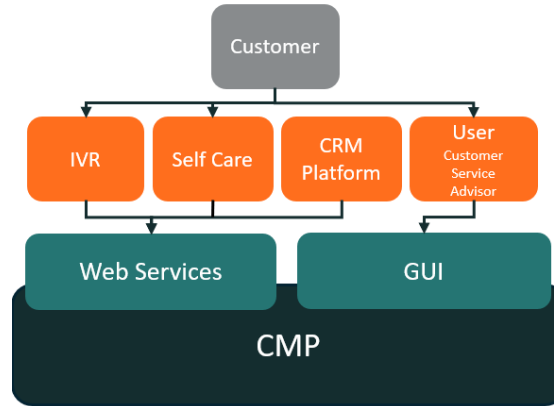 Customer
IVR
Self Care
CRM
Platform
User
Customer
Service
Advisor
Web Services
GUI
CMP